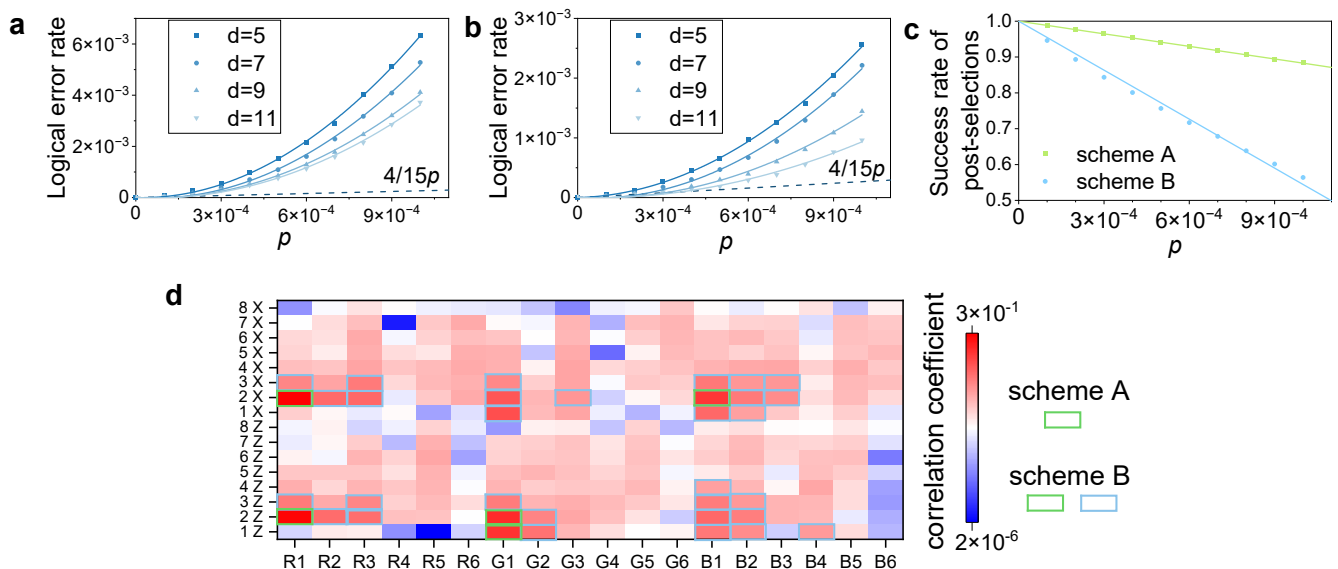 a
Logical error rate
6×10⁻³
4×10⁻³
2×10⁻³
0
d=5
d=7
d=9
d=11
4/15p
0
3×10⁻⁴
6×10⁻⁴
9×10⁻⁴
p
b
Logical error rate
3×10⁻³
2×10⁻³
1×10⁻³
0
d=5
d=7
d=9
d=11
4/15p
0
3×10⁻⁴
6×10⁻⁴
9×10⁻⁴
p
c
Success rate of
post-selections
1.0
0.9
0.8
0.7
0.6
0.5
scheme A
scheme B
0
3×10⁻⁴
6×10⁻⁴
9×10⁻⁴
p
d
8 X
7 X
6 X
5 X
4 X
3 X
2 X
1 X
8 Z
7 Z
6 Z
5 Z
4 Z
3 Z
2 Z
1 Z
R1 R2 R3 R4 R5 R6 G1 G2 G3 G4 G5 G6 B1 B2 B3 B4 B5 B6
correlation coefficient
3×10⁻¹
2×10⁻⁶
scheme A
scheme B